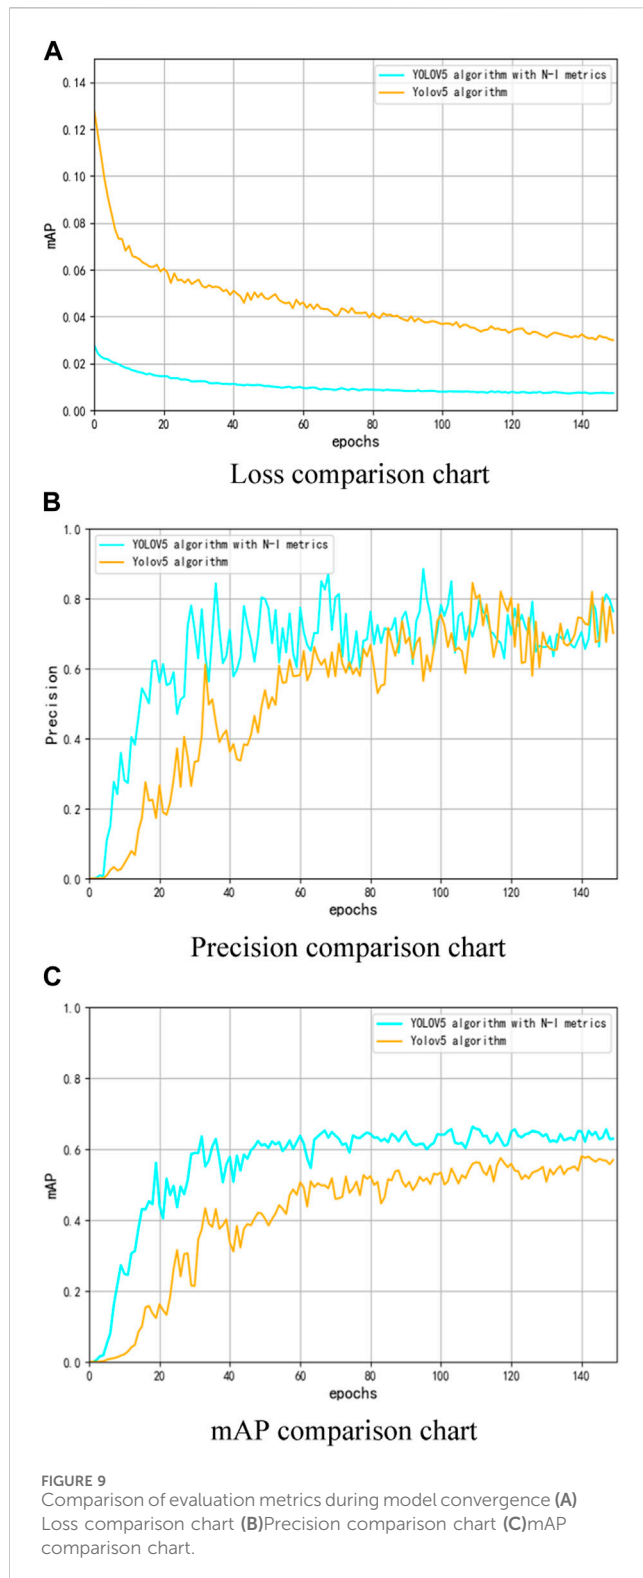 A
0.14
0.12
0.10
0.08
0.06
0.04
0.02
0.00
mAP
YOLOV5 algorithm with N-I metrics
Yolov5 algorithm
0 20 40 60 80 100 120 140
epochs
Loss comparison chart
B
1.0
0.8
0.6
0.4
0.2
0.0
Precision
YOLOV5 algorithm with N-I metrics
Yolov5 algorithm
0 20 40 60 80 100 120 140
epochs
Precision comparison chart
C
1.0
0.8
0.6
0.4
0.2
0.0
mAP
YOLOV5 algorithm with N-I metrics
Yolov5 algorithm
0 20 40 60 80 100 120 140
epochs
mAP comparison chart
FIGURE 9
Comparison of evaluation metrics during model convergence (A)
Loss comparison chart (B)Precision comparison chart (C)mAP
comparison chart.